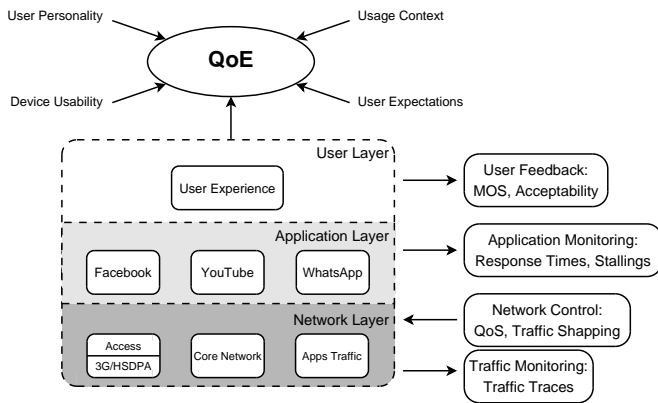 User Personality
Usage Context
QoE
Device Usability
User Expectations
User Layer
User Experience
User Feedback:
MOS, Acceptability
Application Layer
Facebook
YouTube
WhatsApp
Application Monitoring:
Response Times, Stallings
Network Layer
Access
3G/HSDPA
Core Network
Apps Traffic
Network Control:
QoS, Traffic Shapping
Traffic Monitoring:
Traffic Traces